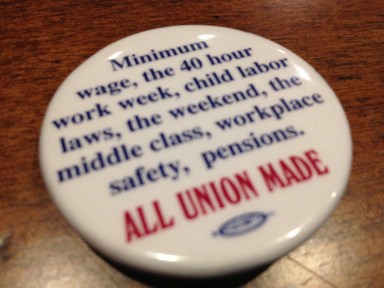 Minimum
wage, the 40 hour
work week, child labor
laws, the weekend, the
middle class, workplace
safety, pensions.
ALL UNION MADE